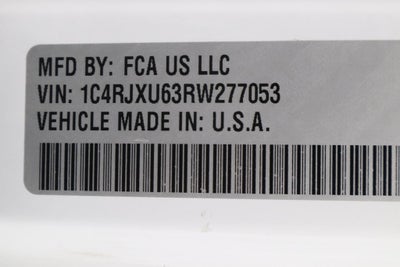 MFD BY: FCA US LLC
VIN: 1C4RJXU63RW277053
VEHICLE MADE IN: U.S.A.